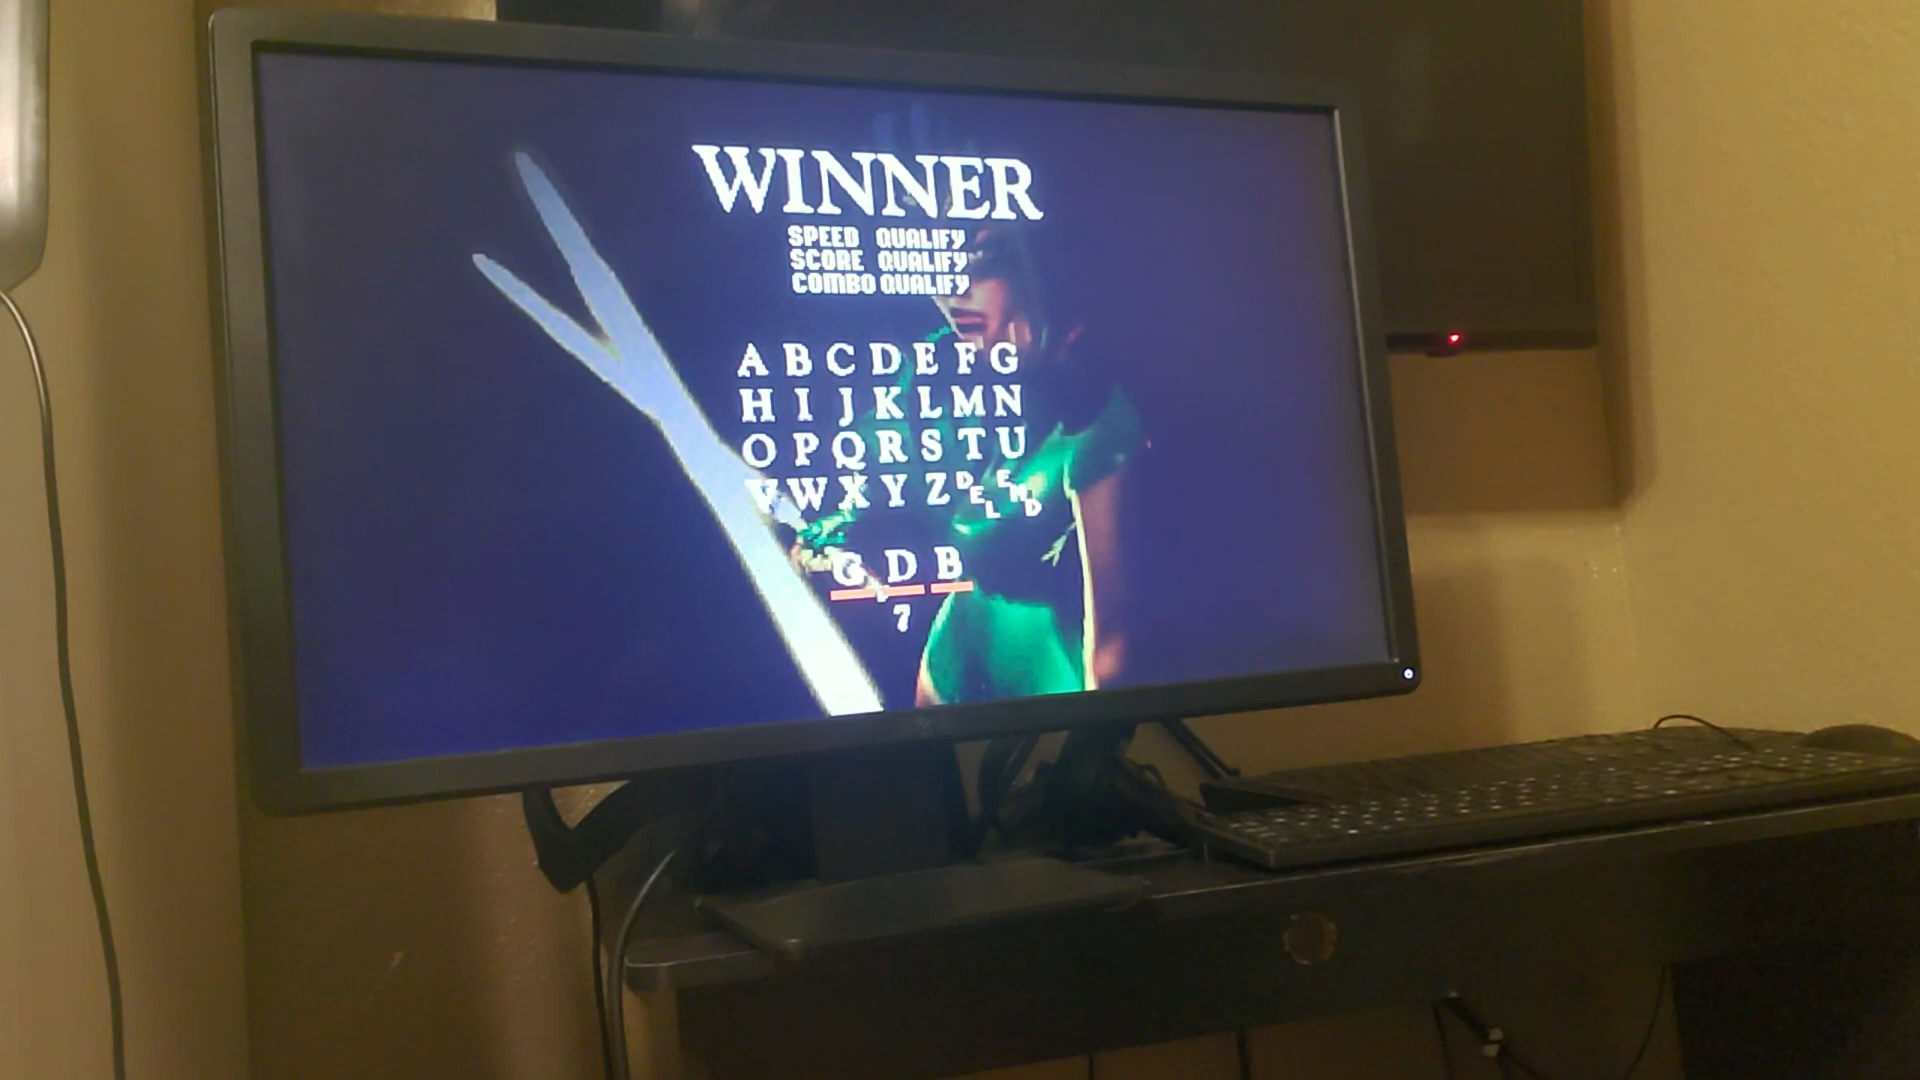 WINNER
SPEED QUALIFY
SCORE QUALIFY
COMBO QUALIFY
A B C D E F G
H I J K L M N
O P Q R S T U
V W X Y Z DEL END
G D B
7